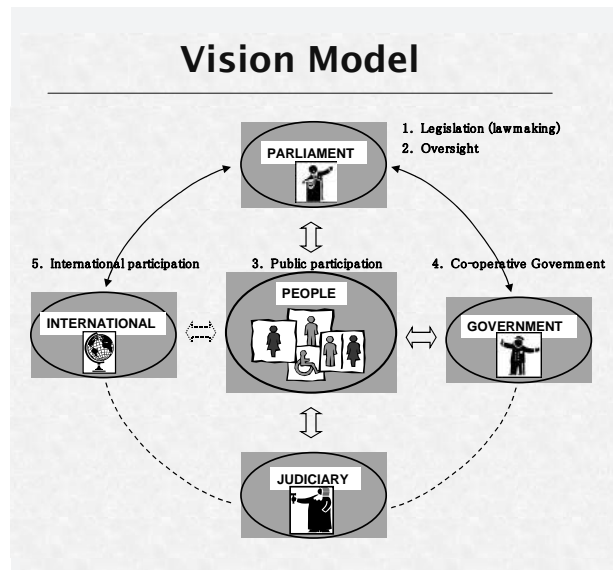 Vision Model
1. Legislation (lawmaking)
2. Oversight
PARLIAMENT
5. International participation
3. Public participation
4. Co-operative Government
PEOPLE
INTERNATIONAL
GOVERNMENT
JUDICIARY